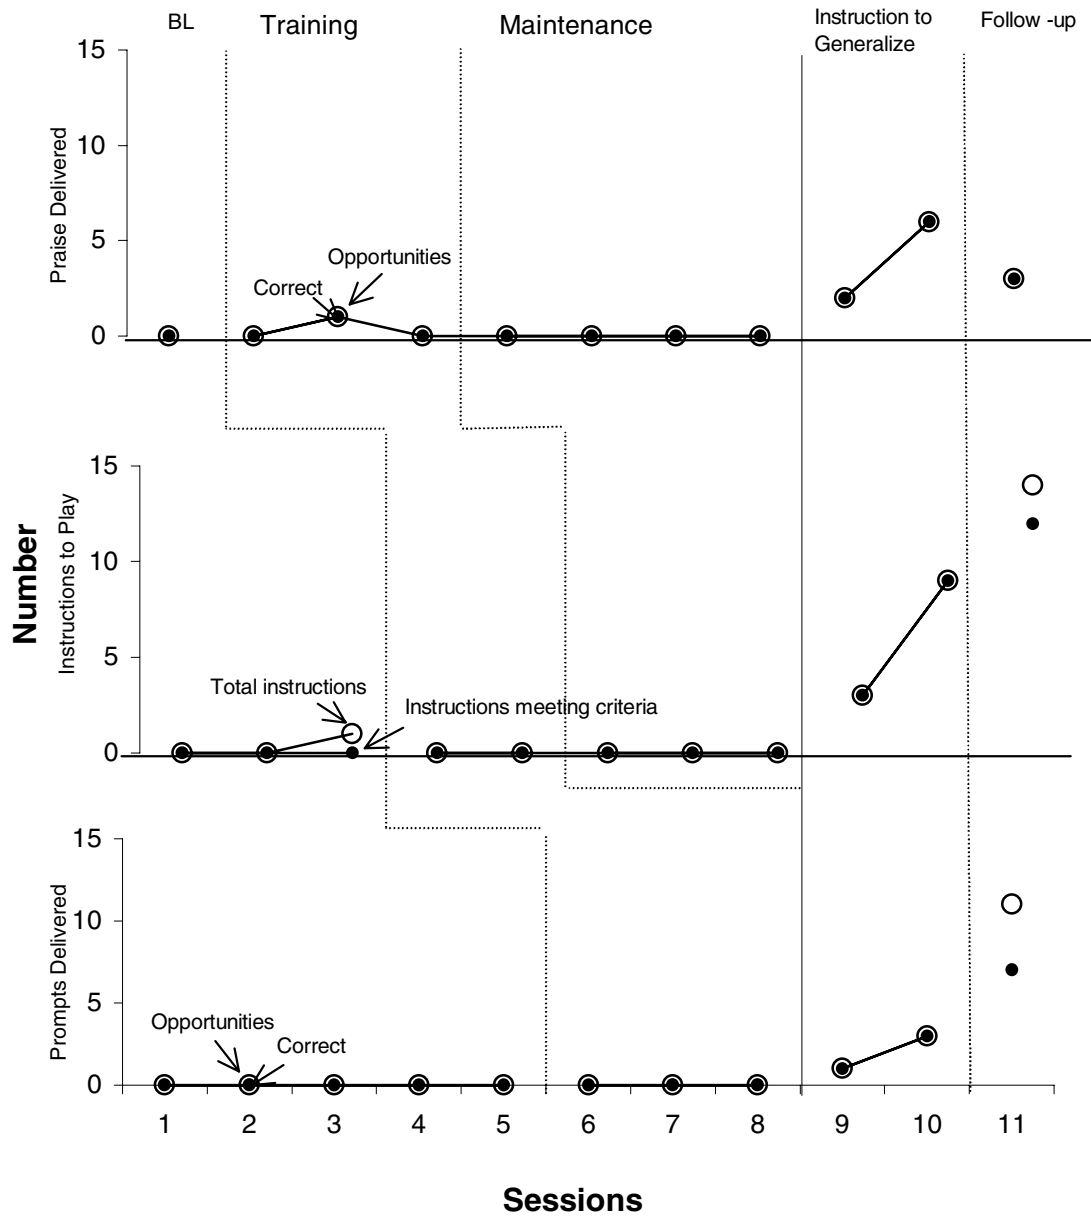 BL
Training
Maintenance
Instruction to
Generalize
Follow -up
15
10
5
0
Praise Delivered
Opportunities
Correct
15
10
5
0
Number
Instructions to Play
Total instructions
Instructions meeting criteria
15
10
5
0
Prompts Delivered
Opportunities
Correct
1 2 3 4 5 6 7 8 9 10 11
Sessions